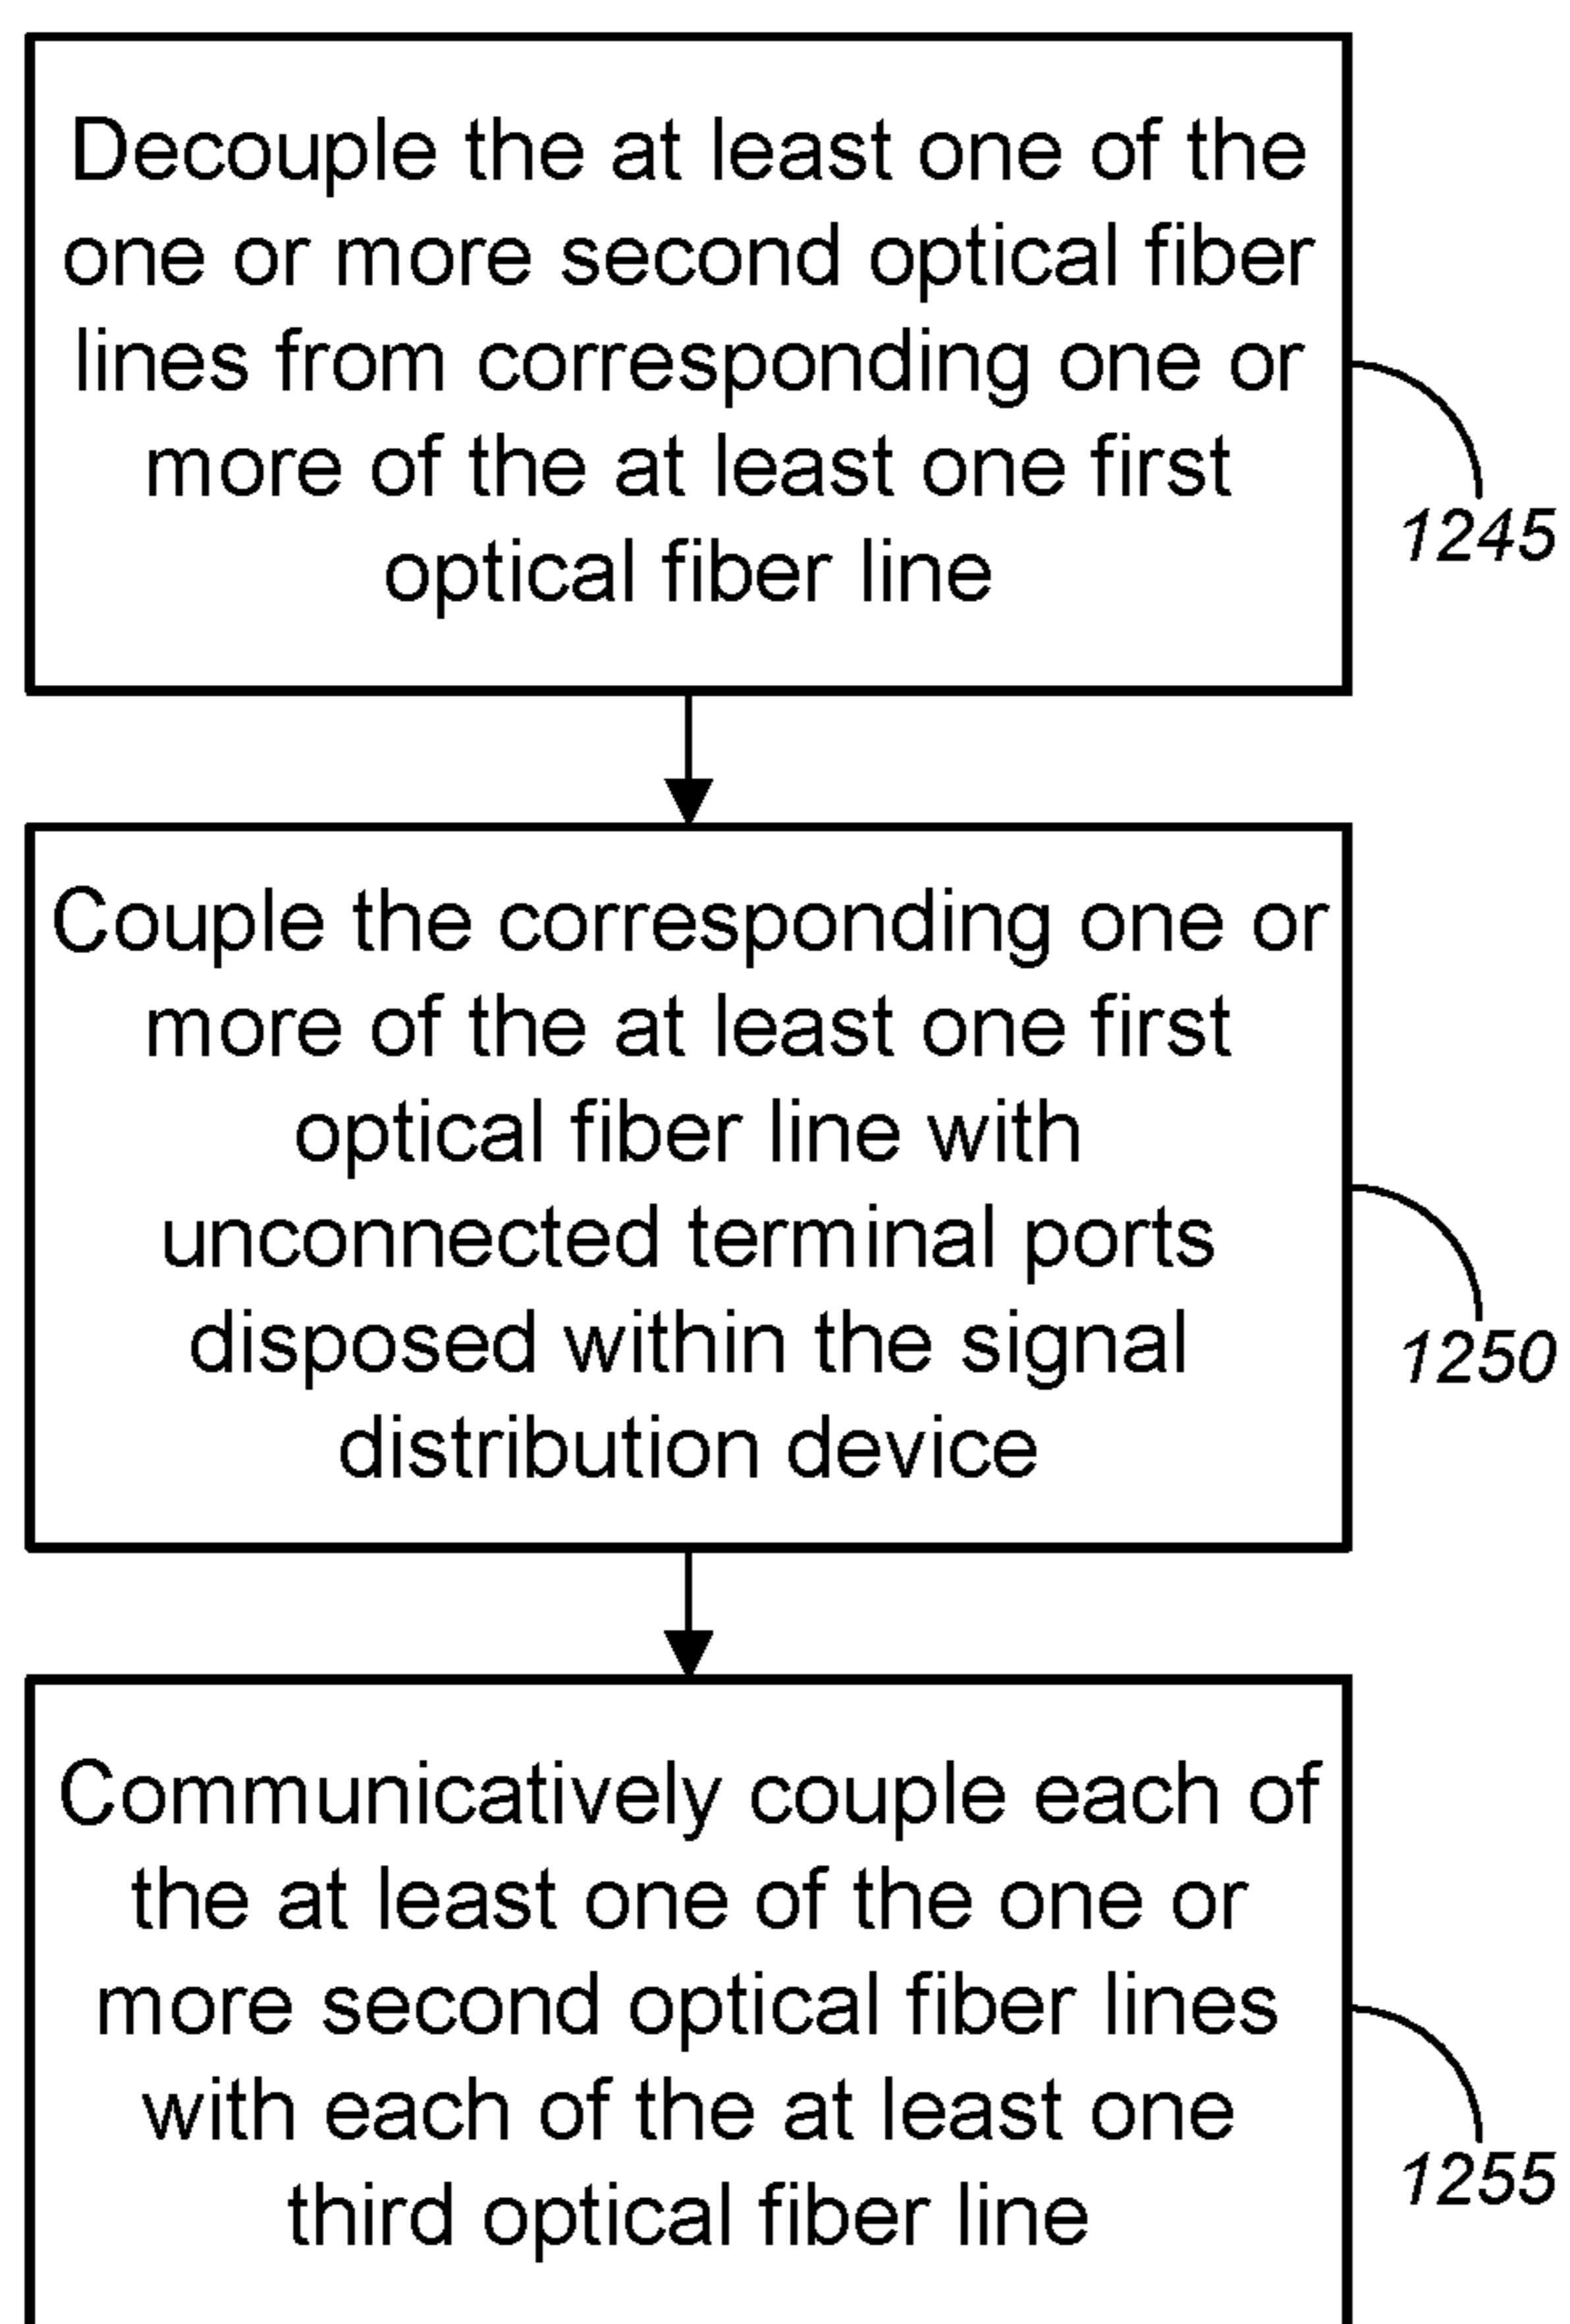 Decouple the at least one of the
one or more second optical fiber
lines from corresponding one or
more of the at least one first
optical fiber line
1245
Couple the corresponding one or
more of the at least one first
optical fiber line with
unconnected terminal ports
disposed within the signal
distribution device
1250
Communicatively couple each of
the at least one of the one or
more second optical fiber lines
with each of the at least one
third optical fiber line
1255